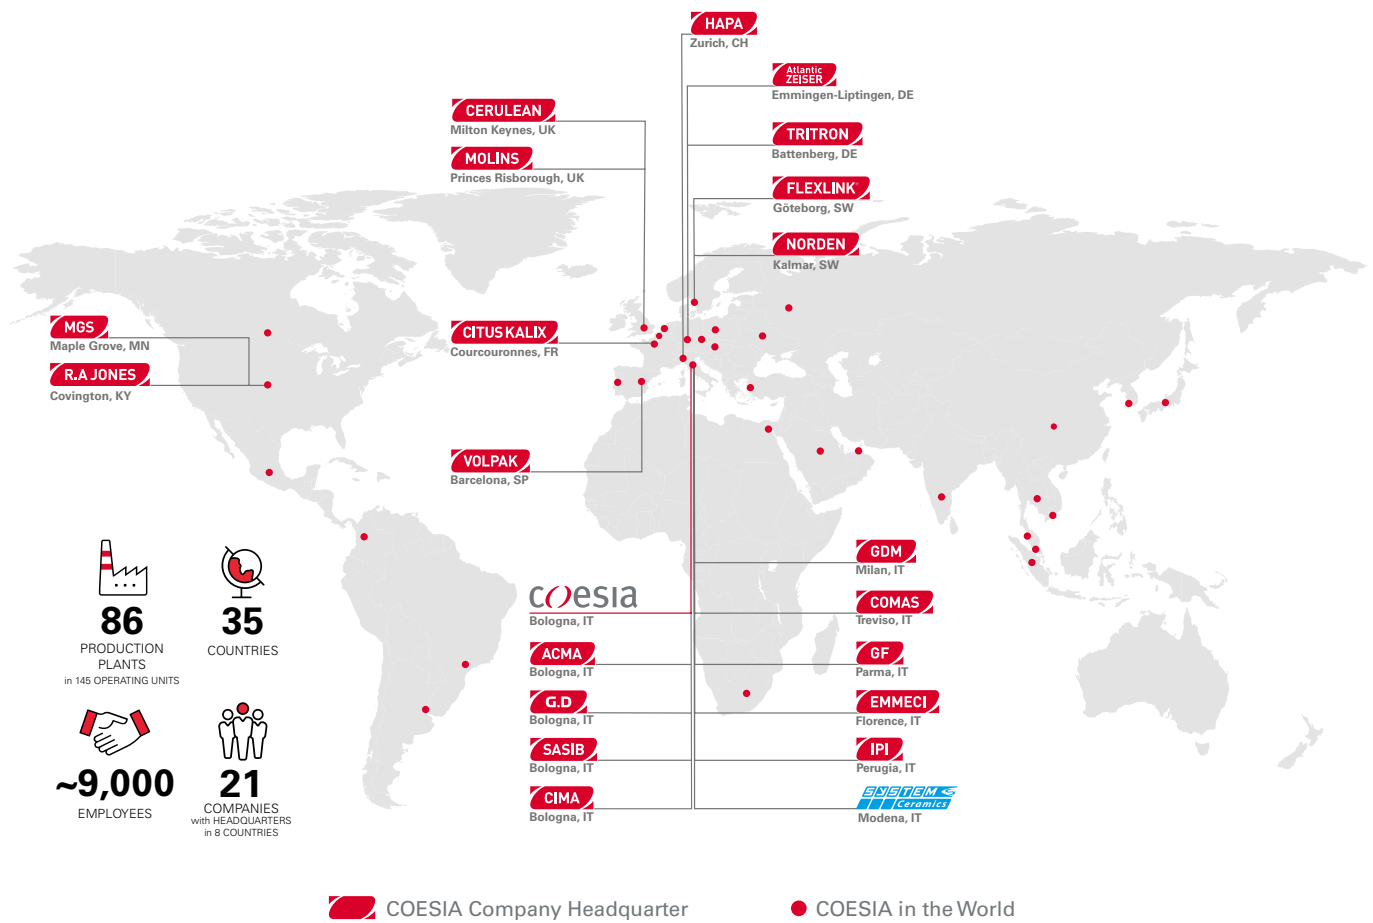 HAPA
Zurich, CH
Atlantic
ZEISER
Emmingen-Liptingen, DE
CERULEAN
Milton Keynes, UK
TRITRON
Battenberg, DE
MOLINS
Princes Risborough, UK
FLEXLINK®
Göteborg, SW
NORDEN
Kalmar, SW
MGS
Maple Grove, MN
CITUS KALIX
Courcouronnes, FR
R.A JONES
Covington, KY
VOLPAK
Barcelona, SP
GDM
Milan, IT
coesia
Bologna, IT
COMAS
Treviso, IT
ACMA
Bologna, IT
GF
Parma, IT
G.D
Bologna, IT
EMMECI
Florence, IT
SASIB
Bologna, IT
IPI
Perugia, IT
CIMA
Bologna, IT
SYSTEM
Ceramics
Modena, IT
86
PRODUCTION
PLANTS
in 145 OPERATING UNITS
35
COUNTRIES
~9,000
EMPLOYEES
21
COMPANIES
with HEADQUARTERS
in 8 COUNTRIES
COESIA Company Headquarter
COESIA in the World